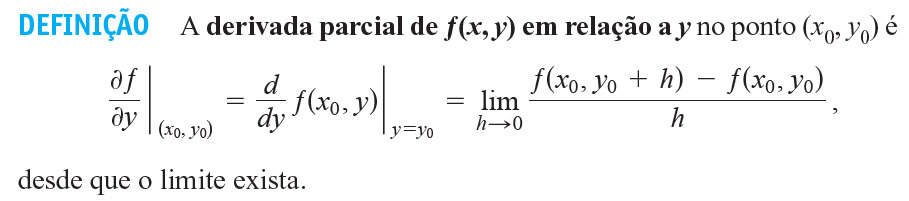 DEFINIÇÃO A derivada parcial de f(x, y) em relação a y no ponto (x₀, y₀) é
∂f/∂y |(x₀, y₀) = d/dy f(x₀, y) |y=y₀ = lim h→0 f(x₀, y₀ + h) − f(x₀, y₀) / h ,
desde que o limite exista.